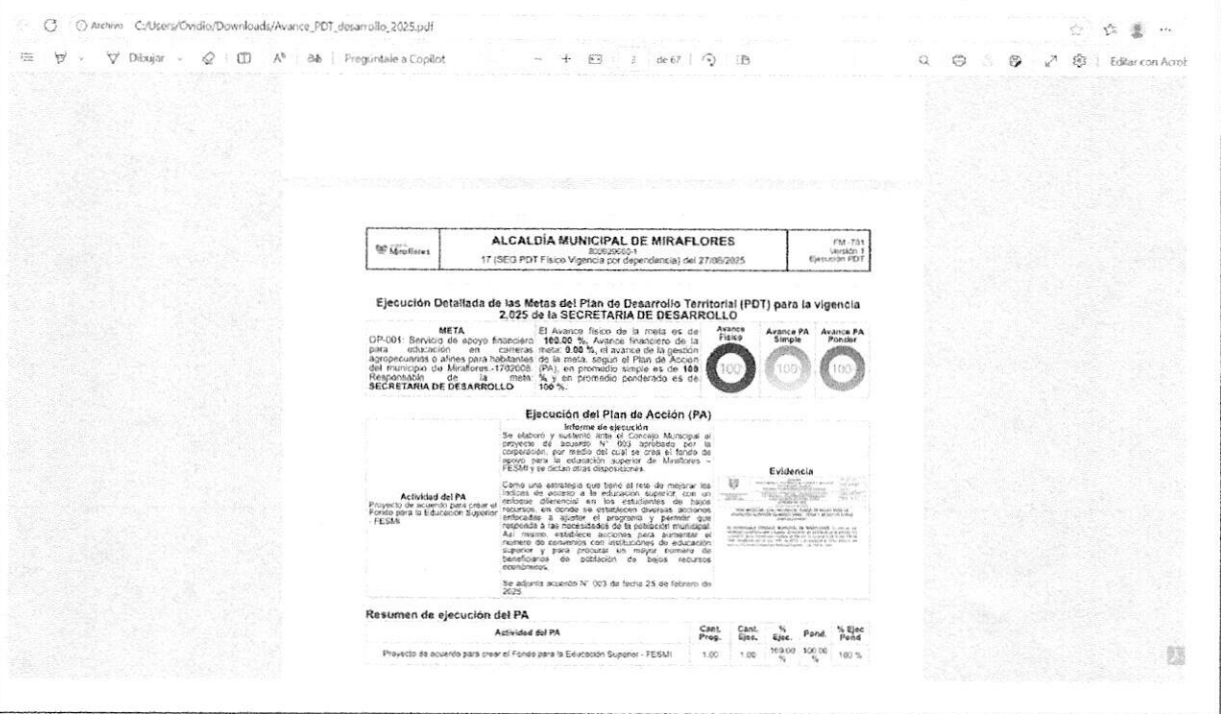 Archivo C:/Users/Ovidio/Downloads/Avance_PDT_desarrollo_2025.pdf
Dibujar Pregúntale a Copilot 3 de 67 Editar con Acrob
Miraflores
ALCALDÍA MUNICIPAL DE MIRAFLORES
17 (SEG PDT Físico Vigencia por dependencia) del 27/08/2025
FM-781
Versión 1
Ejecución PDT
Ejecución Detallada de las Metas del Plan de Desarrollo Territorial (PDT) para la vigencia
2,025 de la SECRETARIA DE DESARROLLO
META
OP-001: Servicio de apoyo financiero
para educación en carreras
agropecuarias o afines para habitantes
del municipio de Miraflores.-1702008
Responsable de la meta:
SECRETARIA DE DESARROLLO
El Avance físico de la meta es de
100.00 %, Avance financiero de la
meta: 0.00 %, el avance de la gestión
de la meta, según el Plan de Acción
(PA), en promedio simple es de 100
% y en promedio ponderado es de
100 %.
Avance
Físico
100
Avance PA
Simple
100
Avance PA
Ponder
100
Ejecución del Plan de Acción (PA)
Actividad del PA
Proyecto de acuerdo para crear el
Fondo para la Educación Superior
- FESMI
Informe de ejecución
Se elaboró y sustentó ante el Concejo Municipal el
proyecto de acuerdo N° 003 aprobado por la
corporación, por medio del cual se crea el fondo de
apoyo para la educación superior de Miraflores –
FESMI y se dictan otras disposiciones.
Como una estrategia que tiene el reto de mejorar los
índices de acceso a la educación superior, con un
enfoque diferencial en los estudiantes de bajos
recursos, en donde se establecen diversas acciones
enfocadas a ajustar el programa y permitir que
responda a las necesidades de la población municipal.
Así mismo, establece acciones para aumentar el
número de convenios con instituciones de educación
superior y para procurar un mayor número de
beneficiarios de población de bajos recursos
económicos.
Se adjunta acuerdo N° 003 de fecha 25 de febrero de
2025
Evidencia
Resumen de ejecución del PA
Actividad del PA Cant. Prog. Cant. Ejec. % Ejec. Pond. % Ejec Pond
Proyecto de acuerdo para crear el Fondo para la Educación Superior - FESMI 1.00 1.00 100.00 % 100.00 % 100 %